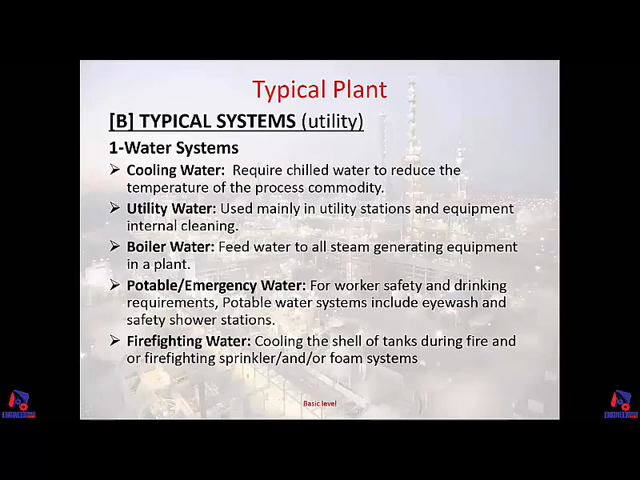 Typical Plant
[B] TYPICAL SYSTEMS (utility)
1-Water Systems
➢ Cooling Water: Require chilled water to reduce the
temperature of the process commodity.
➢ Utility Water: Used mainly in utility stations and equipment
internal cleaning.
➢ Boiler Water: Feed water to all steam generating equipment
in a plant.
➢ Potable/Emergency Water: For worker safety and drinking
requirements, Potable water systems include eyewash and
safety shower stations.
➢ Firefighting Water: Cooling the shell of tanks during fire and
or firefighting sprinkler/and/or foam systems
Basic level